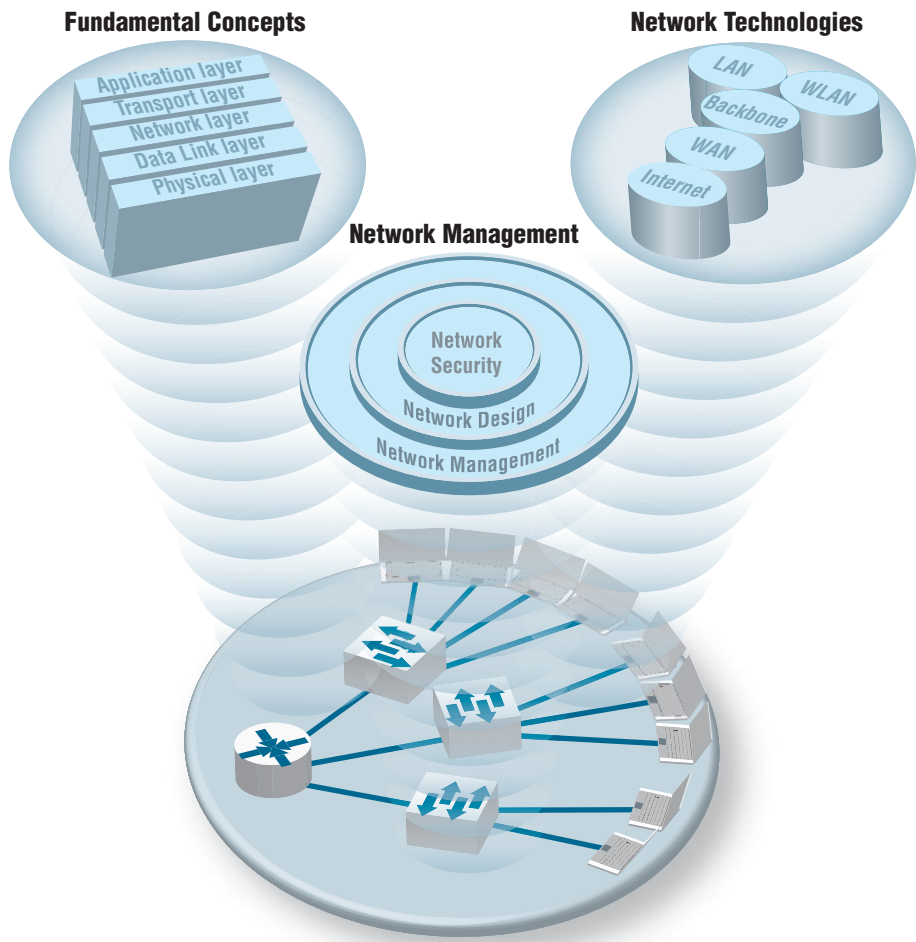 Fundamental Concepts
Application layer
Transport layer
Network layer
Data Link layer
Physical layer
Network Technologies
LAN
WLAN
Backbone
WAN
Internet
Network Management
Network
Security
Network Design
Network Management